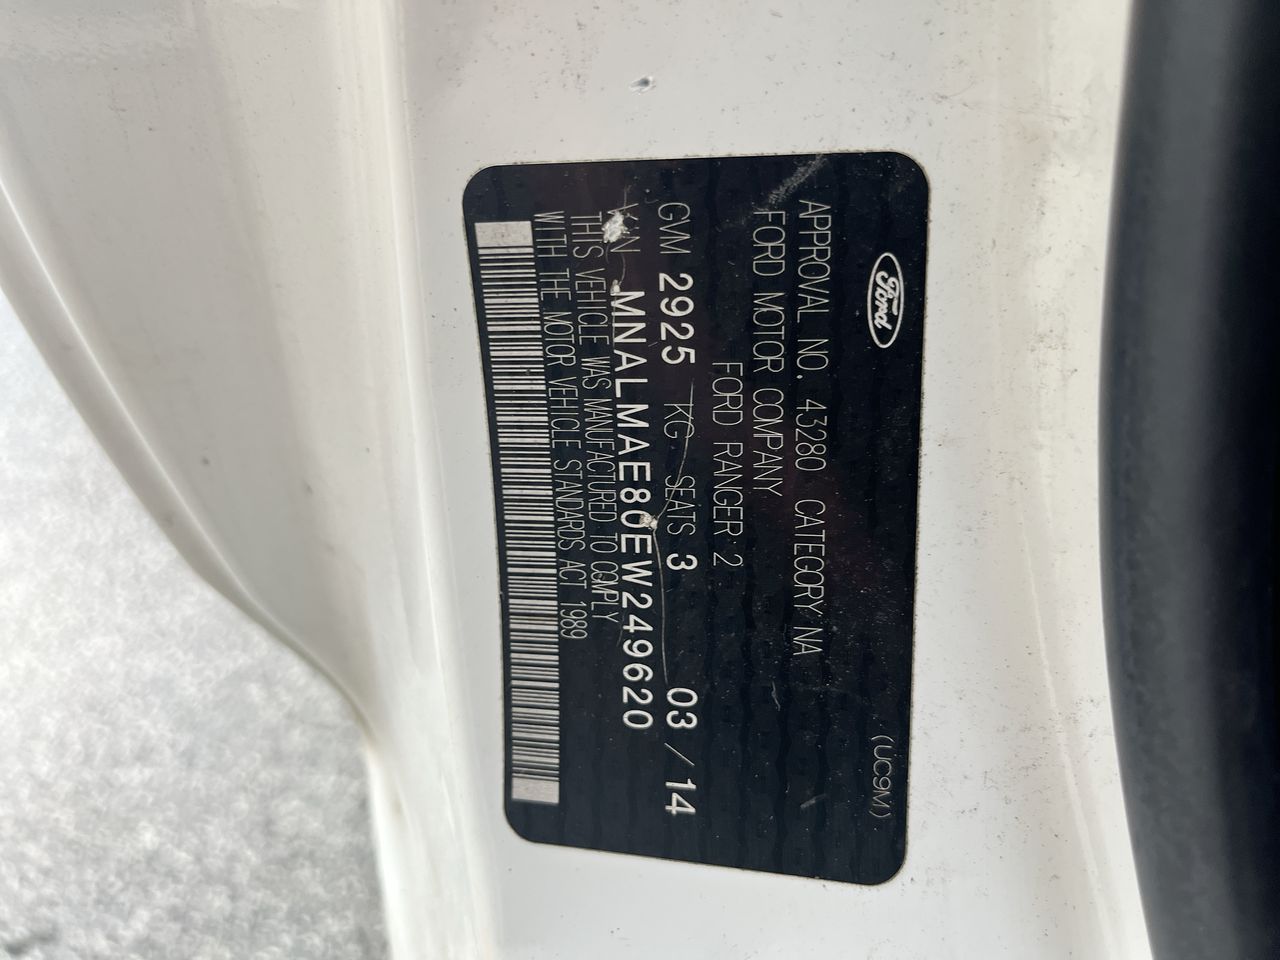 Ford
(UC9M)
APPROVAL NO. 43280 CATEGORY NA
FORD MOTOR COMPANY
FORD RANGER 2
GVM 2925 KG SEATS 3 03 / 14
VIN MNALMAE80EW249620
THIS VEHICLE WAS MANUFACTURED TO COMPLY
WITH THE MOTOR VEHICLE STANDARDS ACT 1989